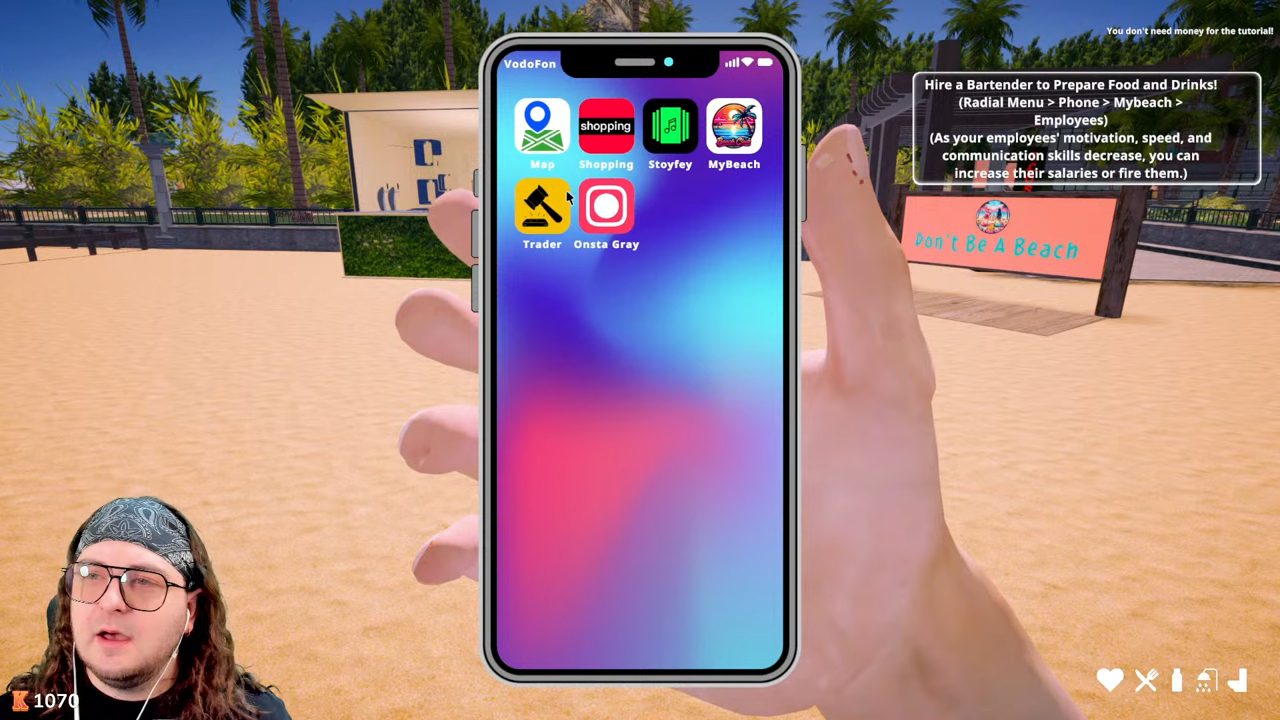 You don't need money for the tutorial!
VodoFon
Hire a Bartender to Prepare Food and Drinks!
(Radial Menu > Phone > Mybeach >
Employees)
(As your employees' motivation, speed, and
communication skills decrease, you can
increase their salaries or fire them.)
shopping
Map
Shopping
Stoyfey
MyBeach
Trader
Onsta Gray
Don't Be A Beach
K 1070